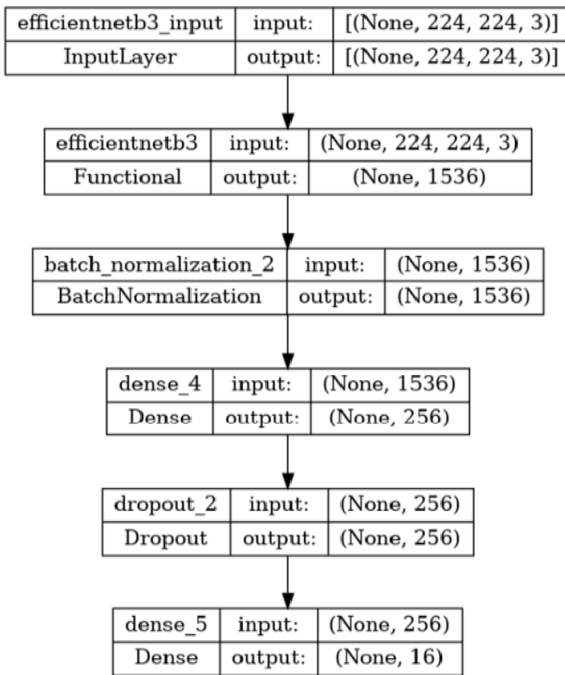 efficientnetb3_input input: [(None, 224, 224, 3)]
InputLayer output: [(None, 224, 224, 3)]
efficientnetb3 input: (None, 224, 224, 3)
Functional output: (None, 1536)
batch_normalization_2 input: (None, 1536)
BatchNormalization output: (None, 1536)
dense_4 input: (None, 1536)
Dense output: (None, 256)
dropout_2 input: (None, 256)
Dropout output: (None, 256)
dense_5 input: (None, 256)
Dense output: (None, 16)